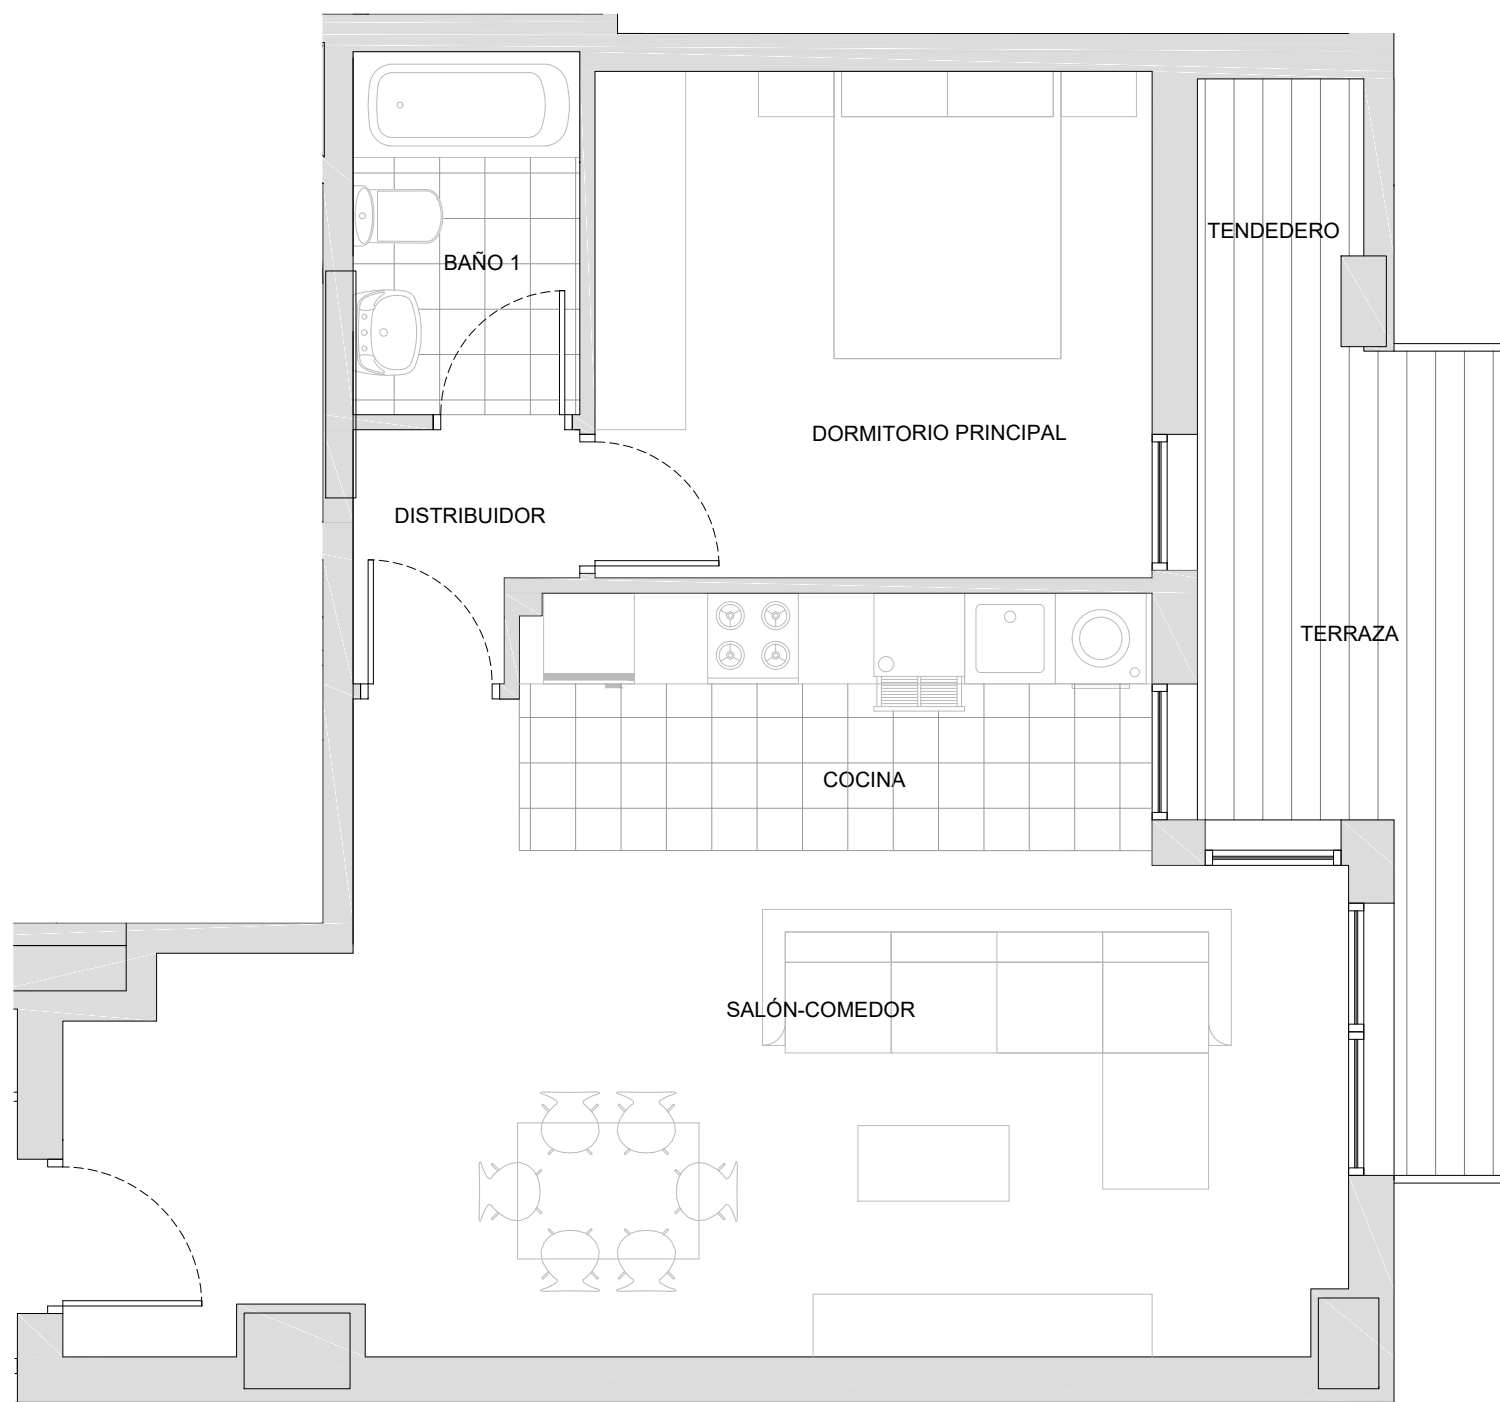 TENDEDERO
BAÑO 1
DORMITORIO PRINCIPAL
DISTRIBUIDOR
TERRAZA
COCINA
SALÓN-COMEDOR